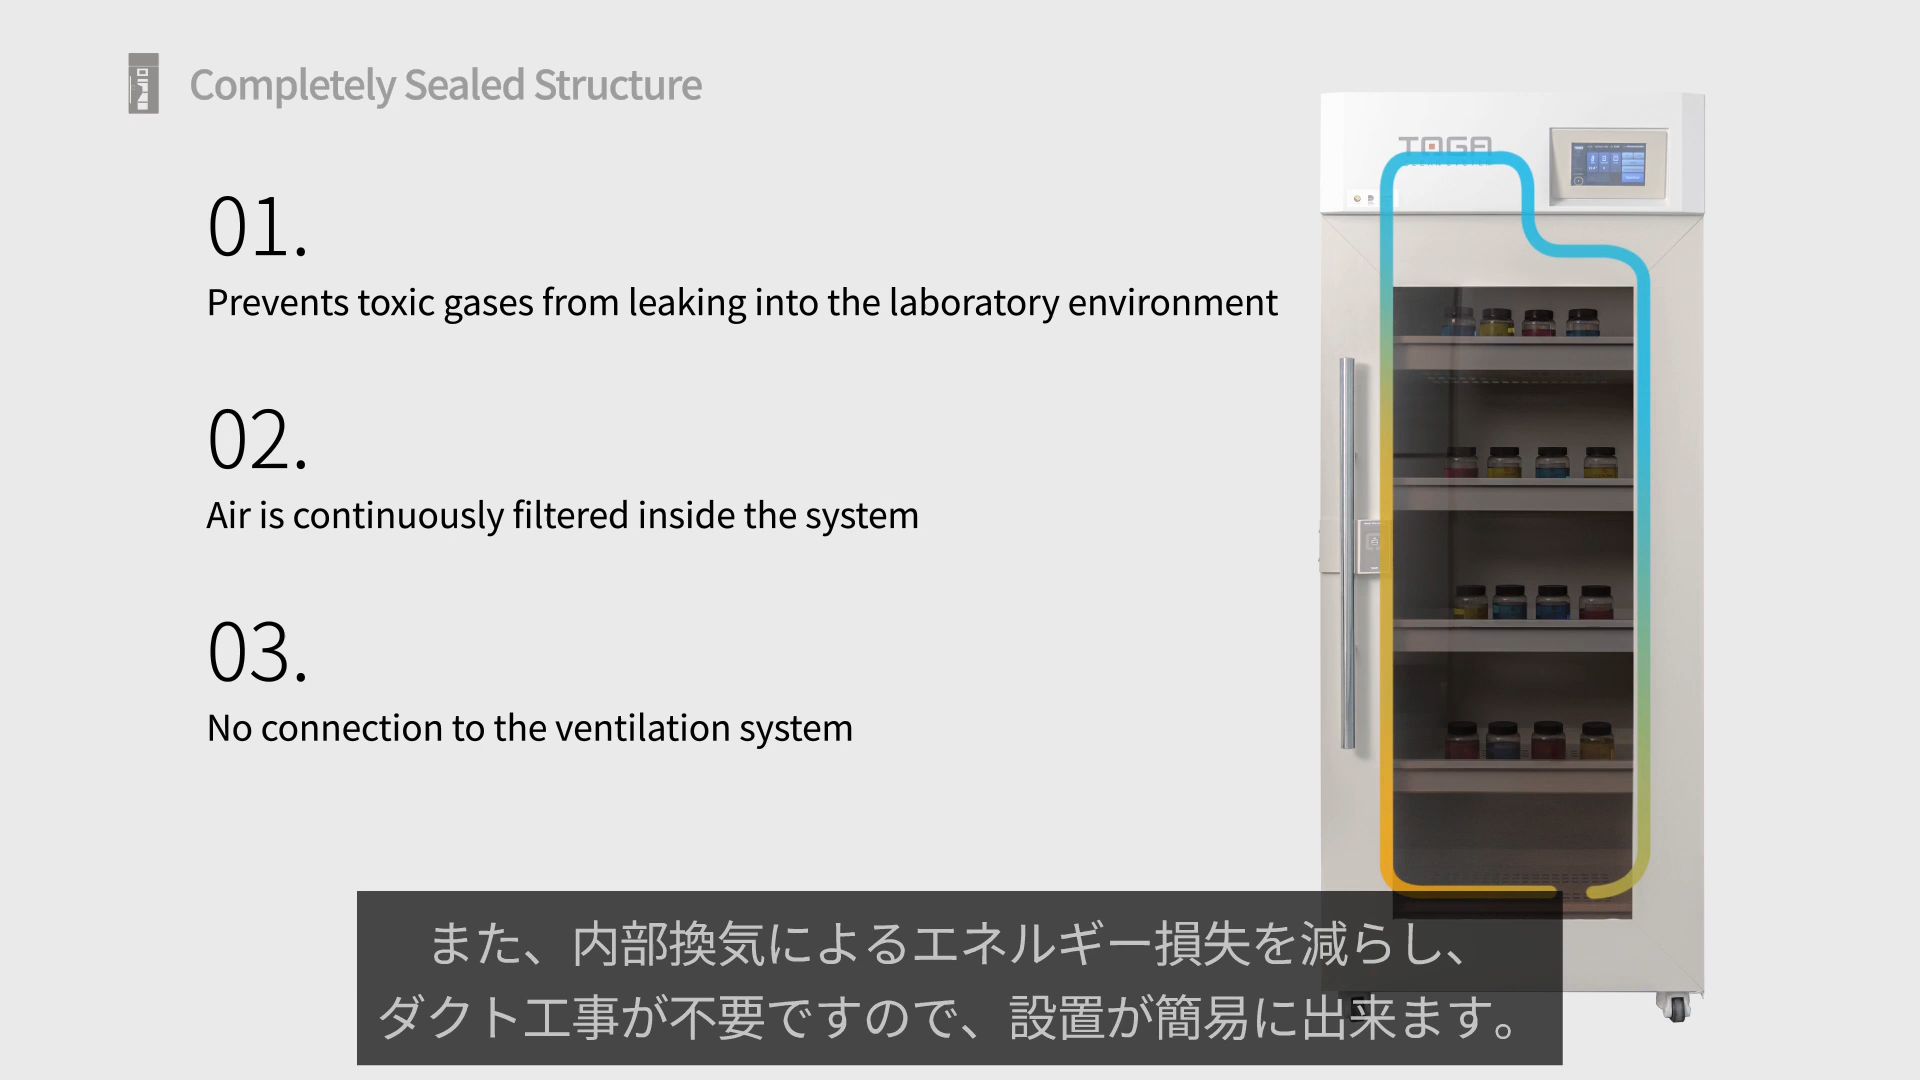 Completely Sealed Structure
TOGA
01.
Prevents toxic gases from leaking into the laboratory environment
02.
Air is continuously filtered inside the system
03.
No connection to the ventilation system
また、内部換気によるエネルギー損失を減らし、
ダクト工事が不要ですので、設置が簡易に出来ます。